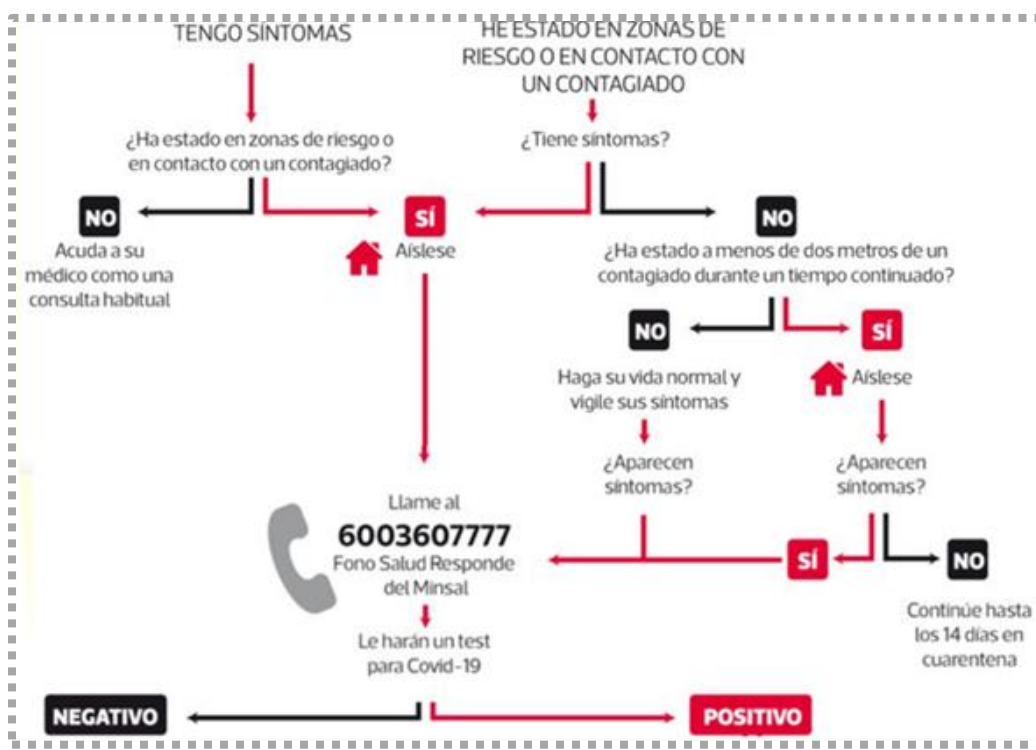 TENGO SÍNTOMAS
HE ESTADO EN ZONAS DE
RIESGO O EN CONTACTO CON
UN CONTAGIADO
¿Ha estado en zonas de riesgo o
en contacto con un contagiado?
¿Tiene síntomas?
NO
Acuda a su
médico como una
consulta habitual
SÍ
Aíslese
NO
¿Ha estado a menos de dos metros de un
contagiado durante un tiempo continuado?
NO
Haga su vida normal y
vigile sus síntomas
SÍ
Aíslese
¿Aparecen
síntomas?
¿Aparecen
síntomas?
Llame al
6003607777
Fono Salud Responde
del Minsal
SÍ
NO
Continúe hasta
los 14 días en
cuarentena
Le harán un test
para Covid-19
NEGATIVO
POSITIVO